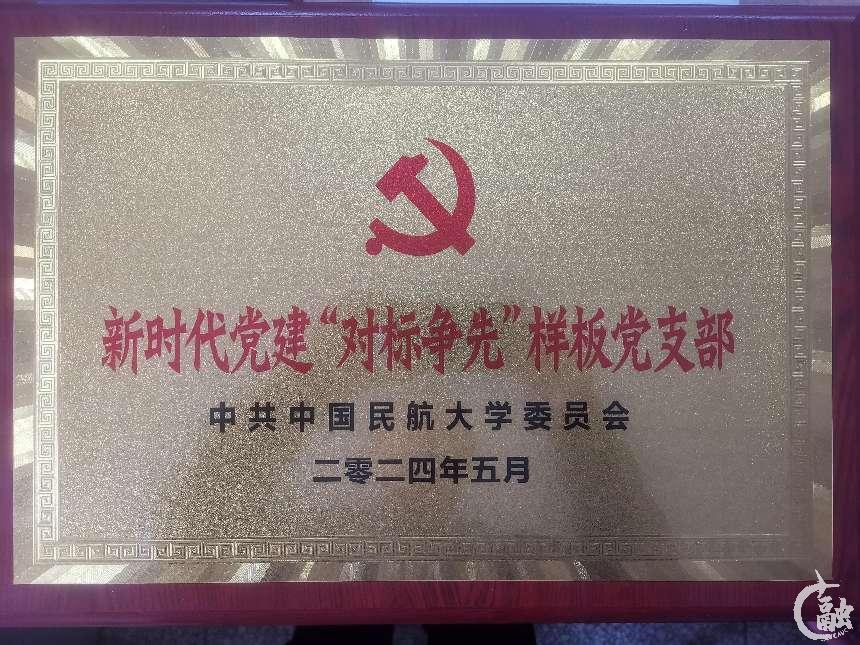 新时代党建“对标争先”样板党支部
中共中国民航大学委员会
二零二四年五月
融